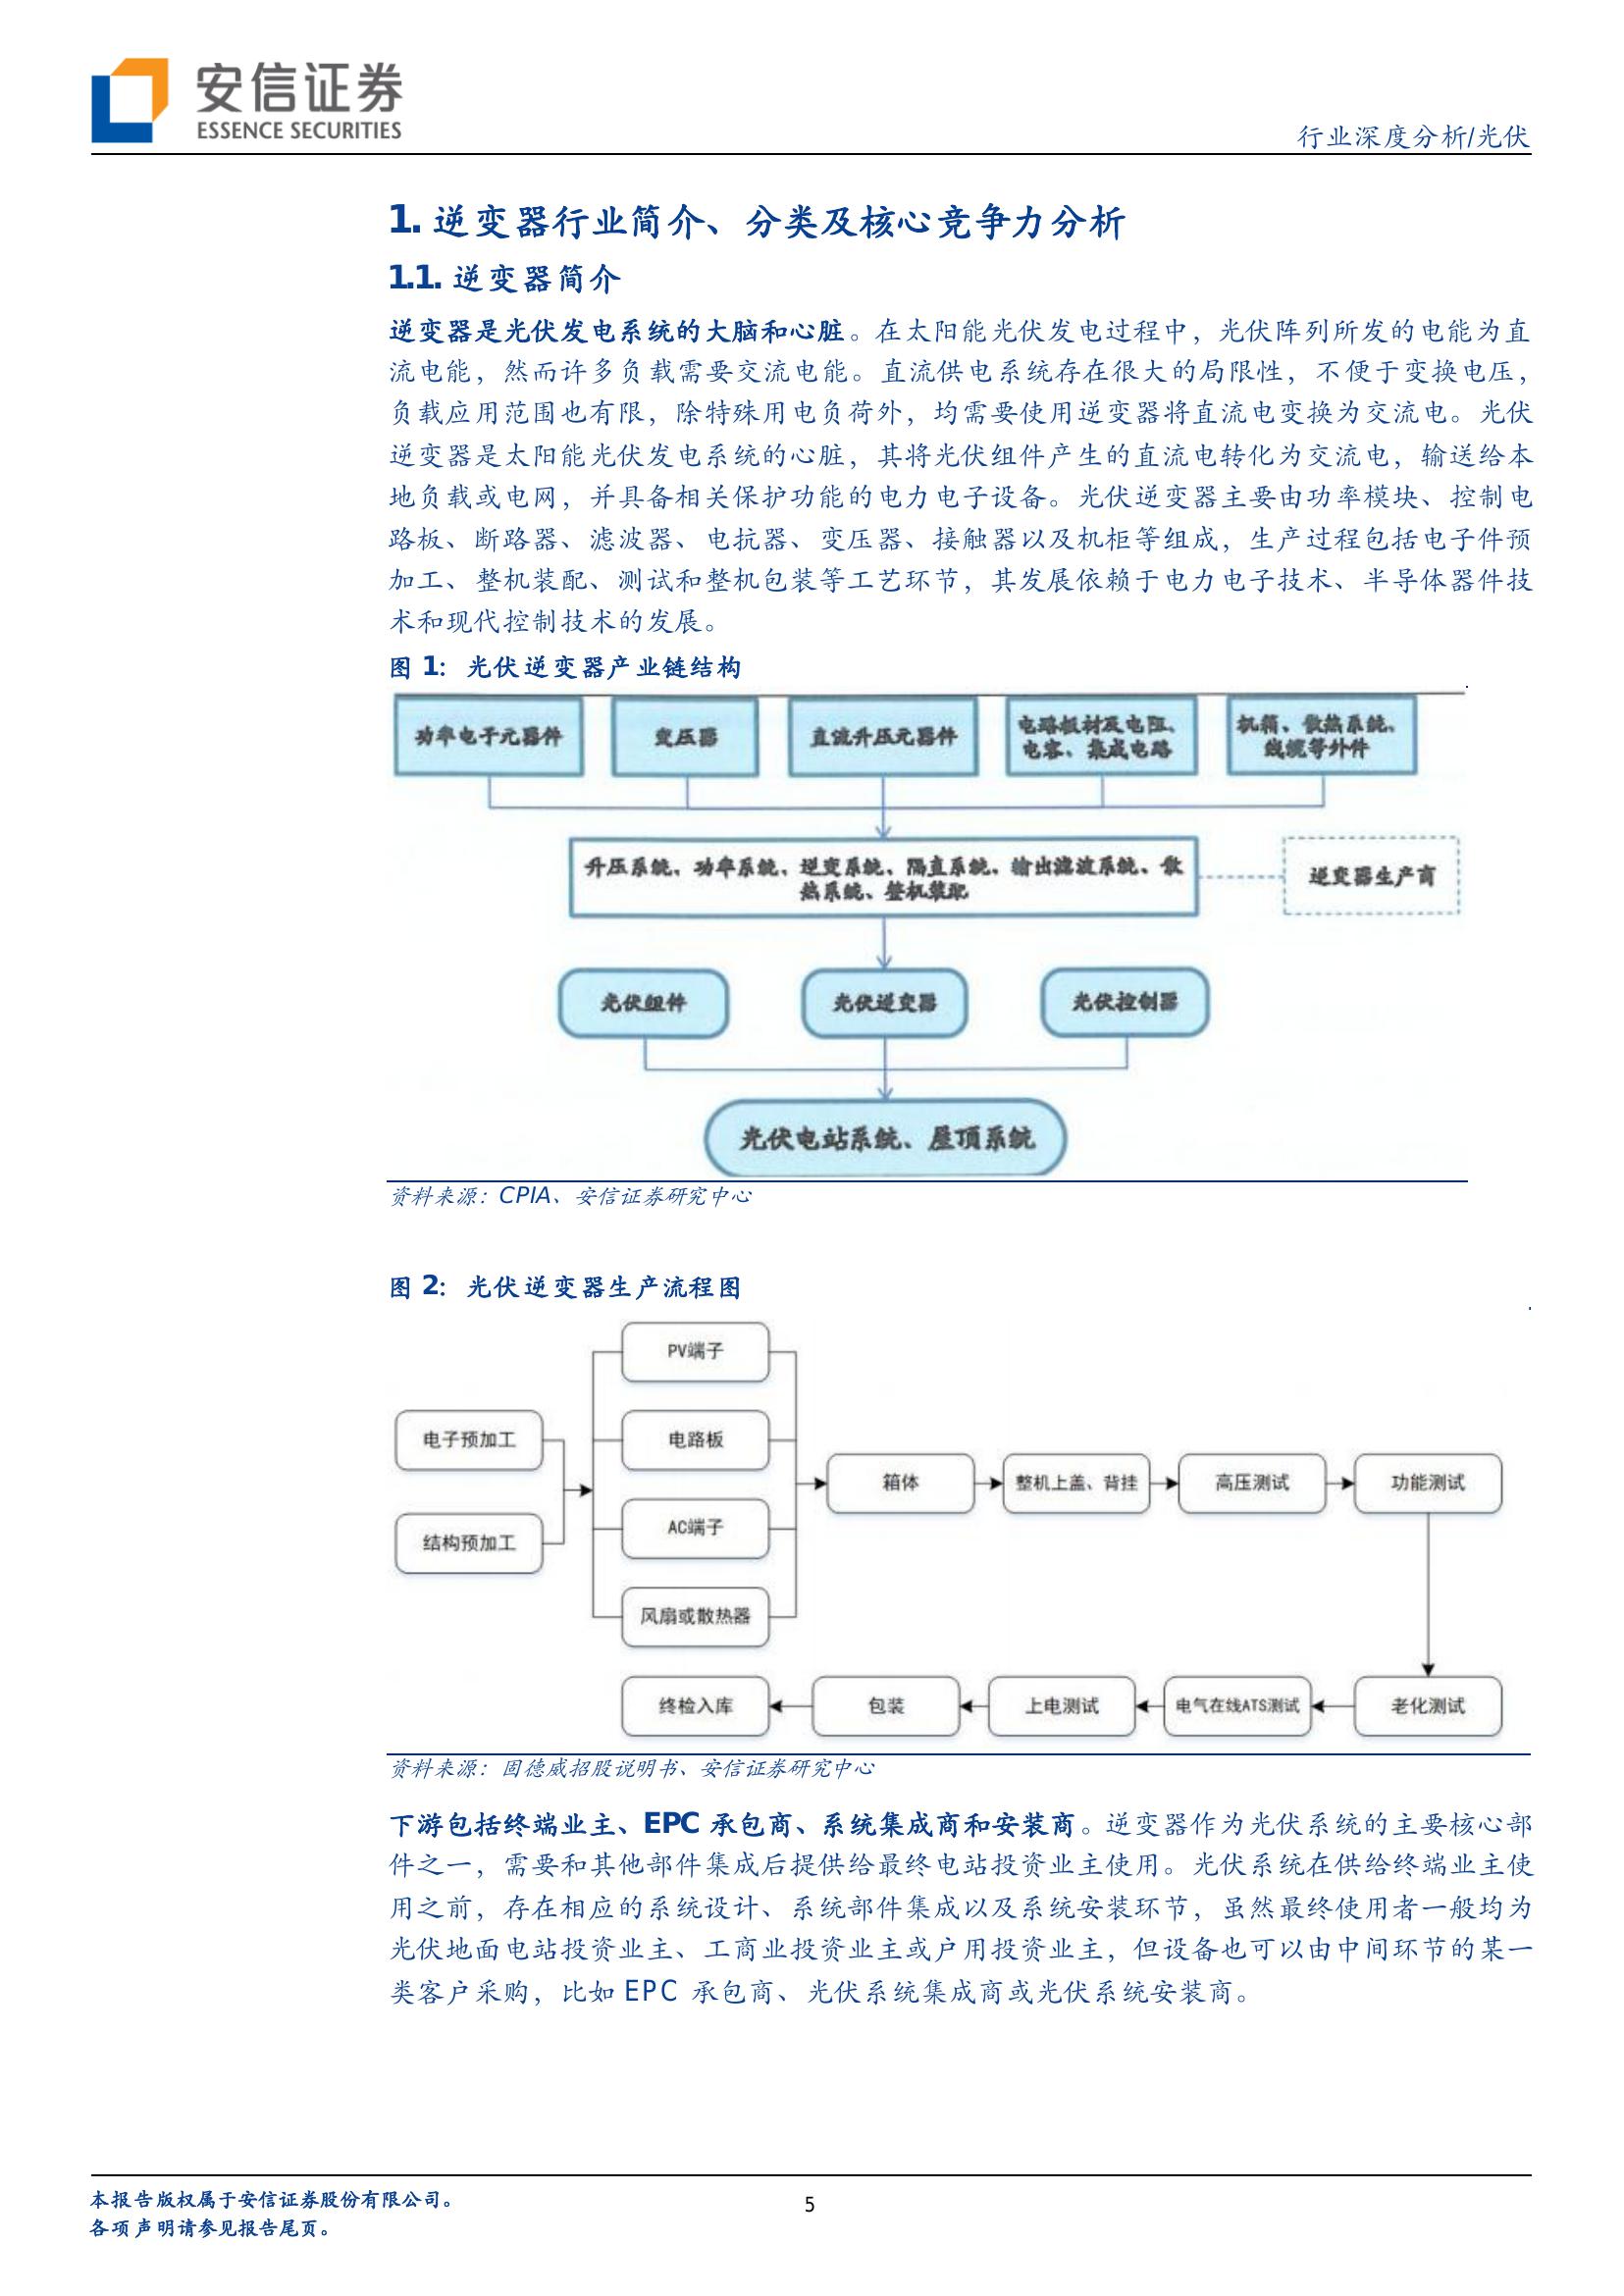 安信证券
ESSENCE SECURITIES
行业深度分析/光伏
1. 逆变器行业简介、分类及核心竞争力分析
1.1. 逆变器简介
逆变器是光伏发电系统的大脑和心脏。在太阳能光伏发电过程中，光伏阵列所发的电能为直
流电能，然而许多负载需要交流电能。直流供电系统存在很大的局限性，不便于变换电压，
负载应用范围也有限，除特殊用电负荷外，均需要使用逆变器将直流电变换为交流电。光伏
逆变器是太阳能光伏发电系统的心脏，其将光伏组件产生的直流电转化为交流电，输送给本
地负载或电网，并具备相关保护功能的电力电子设备。光伏逆变器主要由功率模块、控制电
路板、断路器、滤波器、电抗器、变压器、接触器以及机柜等组成，生产过程包括电子件预
加工、整机装配、测试和整机包装等工艺环节，其发展依赖于电力电子技术、半导体器件技
术和现代控制技术的发展。
图 1：光伏逆变器产业链结构
功率电子元器件
变压器
直流升压元器件
电路板材及电阻、
电容、集成电路
机箱、散热系统、
线缆等外件
升压系统、功率系统、逆变系统、隔直系统、输出滤波系统、散
热系统、整机装配
逆变器生产商
光伏组件
光伏逆变器
光伏控制器
光伏电站系统、屋顶系统
资料来源：CPIA、安信证券研究中心
图 2：光伏逆变器生产流程图
电子预加工
结构预加工
PV端子
电路板
AC端子
风扇或散热器
箱体
整机上盖、背挂
高压测试
功能测试
老化测试
电气在线ATS测试
上电测试
包装
终检入库
资料来源：固德威招股说明书、安信证券研究中心
下游包括终端业主、EPC 承包商、系统集成商和安装商。逆变器作为光伏系统的主要核心部
件之一，需要和其他部件集成后提供给最终电站投资业主使用。光伏系统在供给终端业主使
用之前，存在相应的系统设计、系统部件集成以及系统安装环节，虽然最终使用者一般均为
光伏地面电站投资业主、工商业投资业主或户用投资业主，但设备也可以由中间环节的某一
类客户采购，比如 EPC 承包商、光伏系统集成商或光伏系统安装商。
本报告版权属于安信证券股份有限公司。
各项声明请参见报告尾页。
5